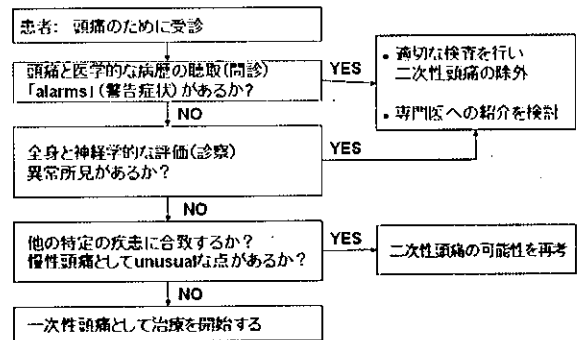 患者: 頭痛のために受診
頭痛と医学的な病歴の聴取(問診)
「alarms」(警告症状)があるか?
YES
• 適切な検査を行い
二次性頭痛の除外
• 専門医への紹介を検討
NO
全身と神経学的な評価(診察)
異常所見があるか?
YES
NO
他の特定の疾患に合致するか?
慢性頭痛としてunusualな点があるか?
YES
二次性頭痛の可能性を再考
NO
一次性頭痛として治療を開始する